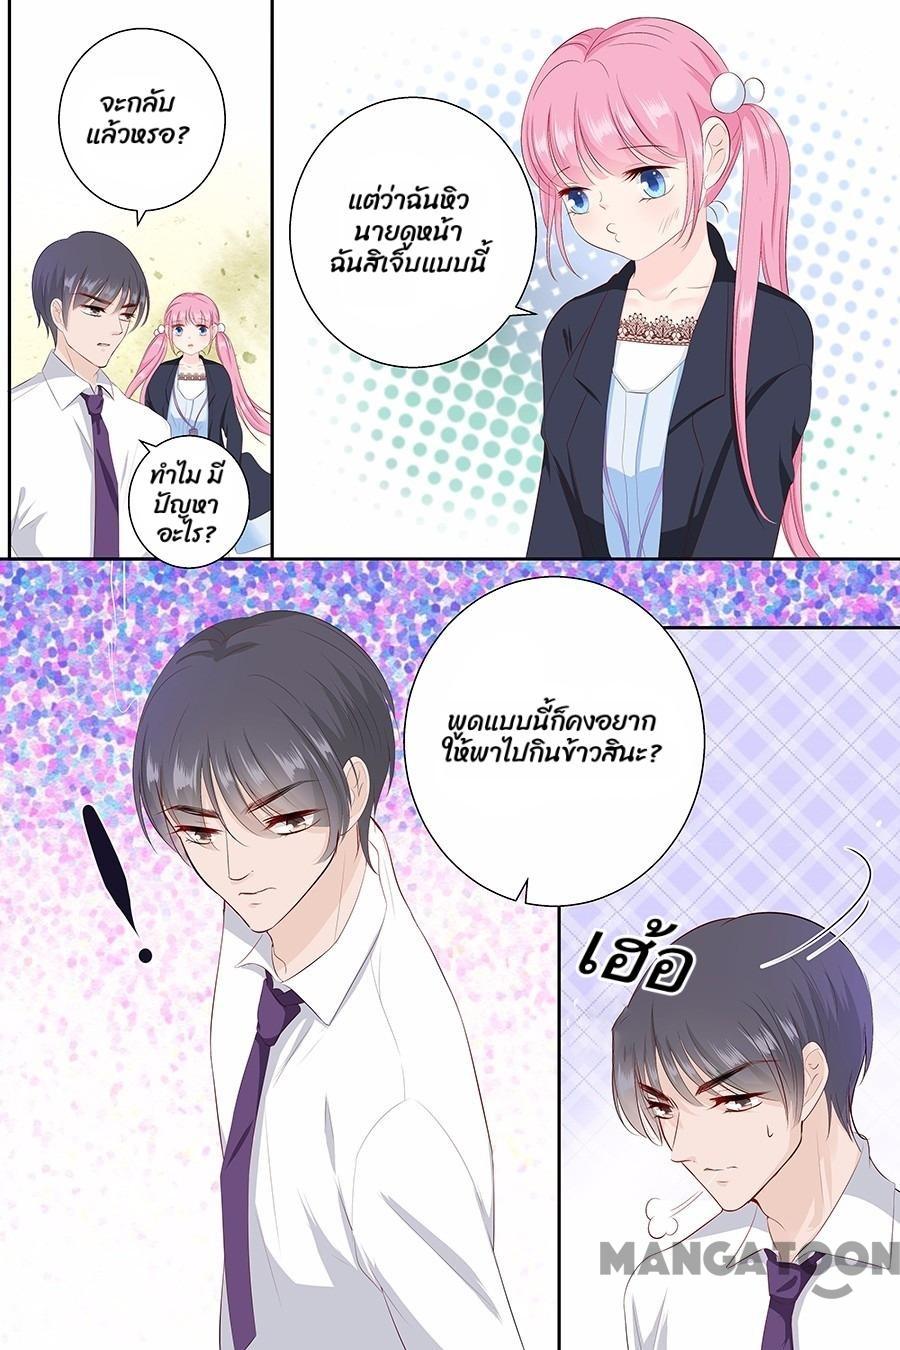 จะกลับ
แล้วหรอ?
ทำไม มี
ปัญหา
อะไร?
แต่ว่าฉันหิว
นายดูหน้า
ฉันสิเจ็บแบบนี้
พูดแบบนี้ก็คงอยาก
ให้พาไปกินข้าวสินะ?
เฮ้อ
MANGATOON